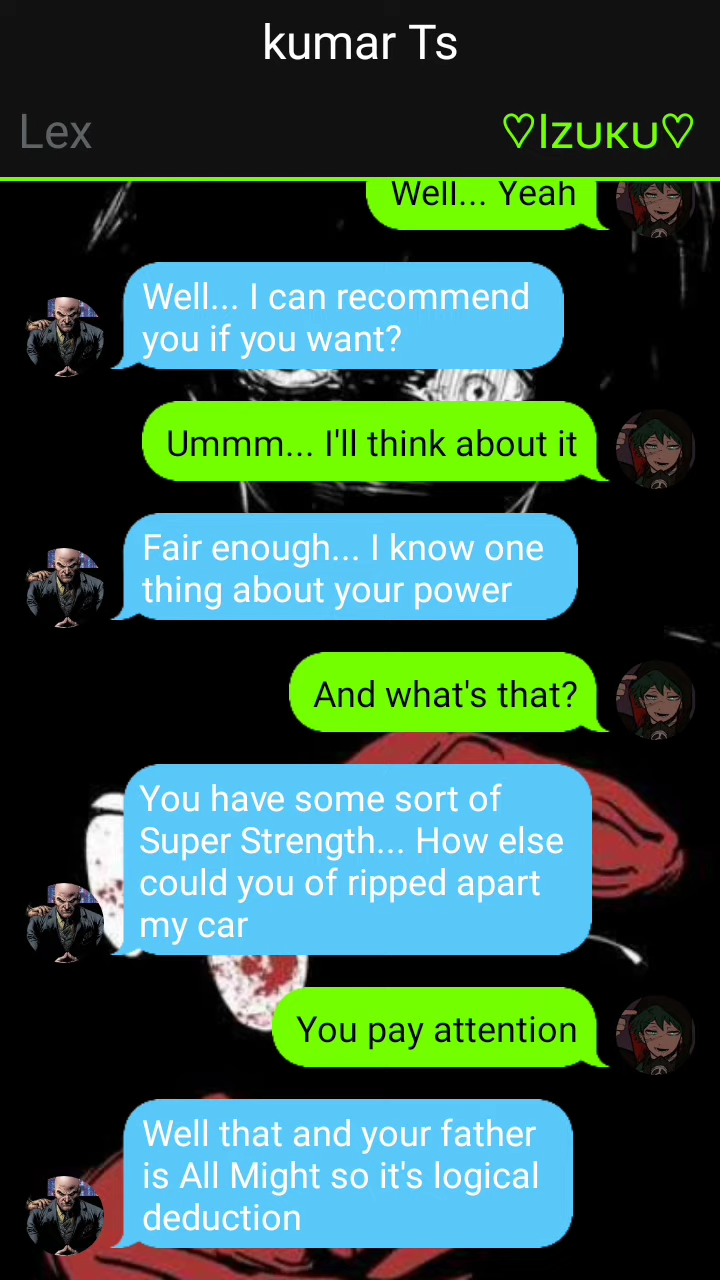 kumar Ts
Lex
♡Izuku♡
Well... Yeah
Well... I can recommend
you if you want?
Ummm... I'll think about it
Fair enough... I know one
thing about your power
And what's that?
You have some sort of
Super Strength... How else
could you of ripped apart
my car
You pay attention
Well that and your father
is All Might so it's logical
deduction